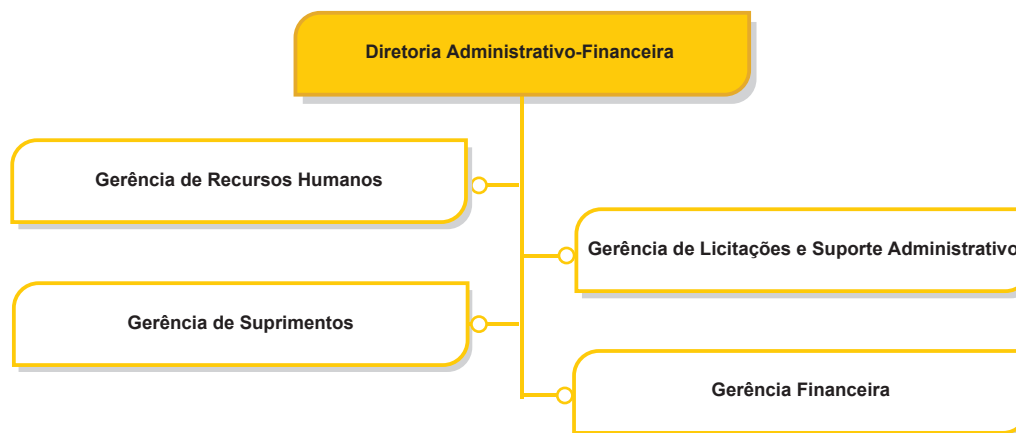 Diretoria Administrativo-Financeira
Gerência de Recursos Humanos
Gerência de Licitações e Suporte Administrativo
Gerência de Suprimentos
Gerência Financeira